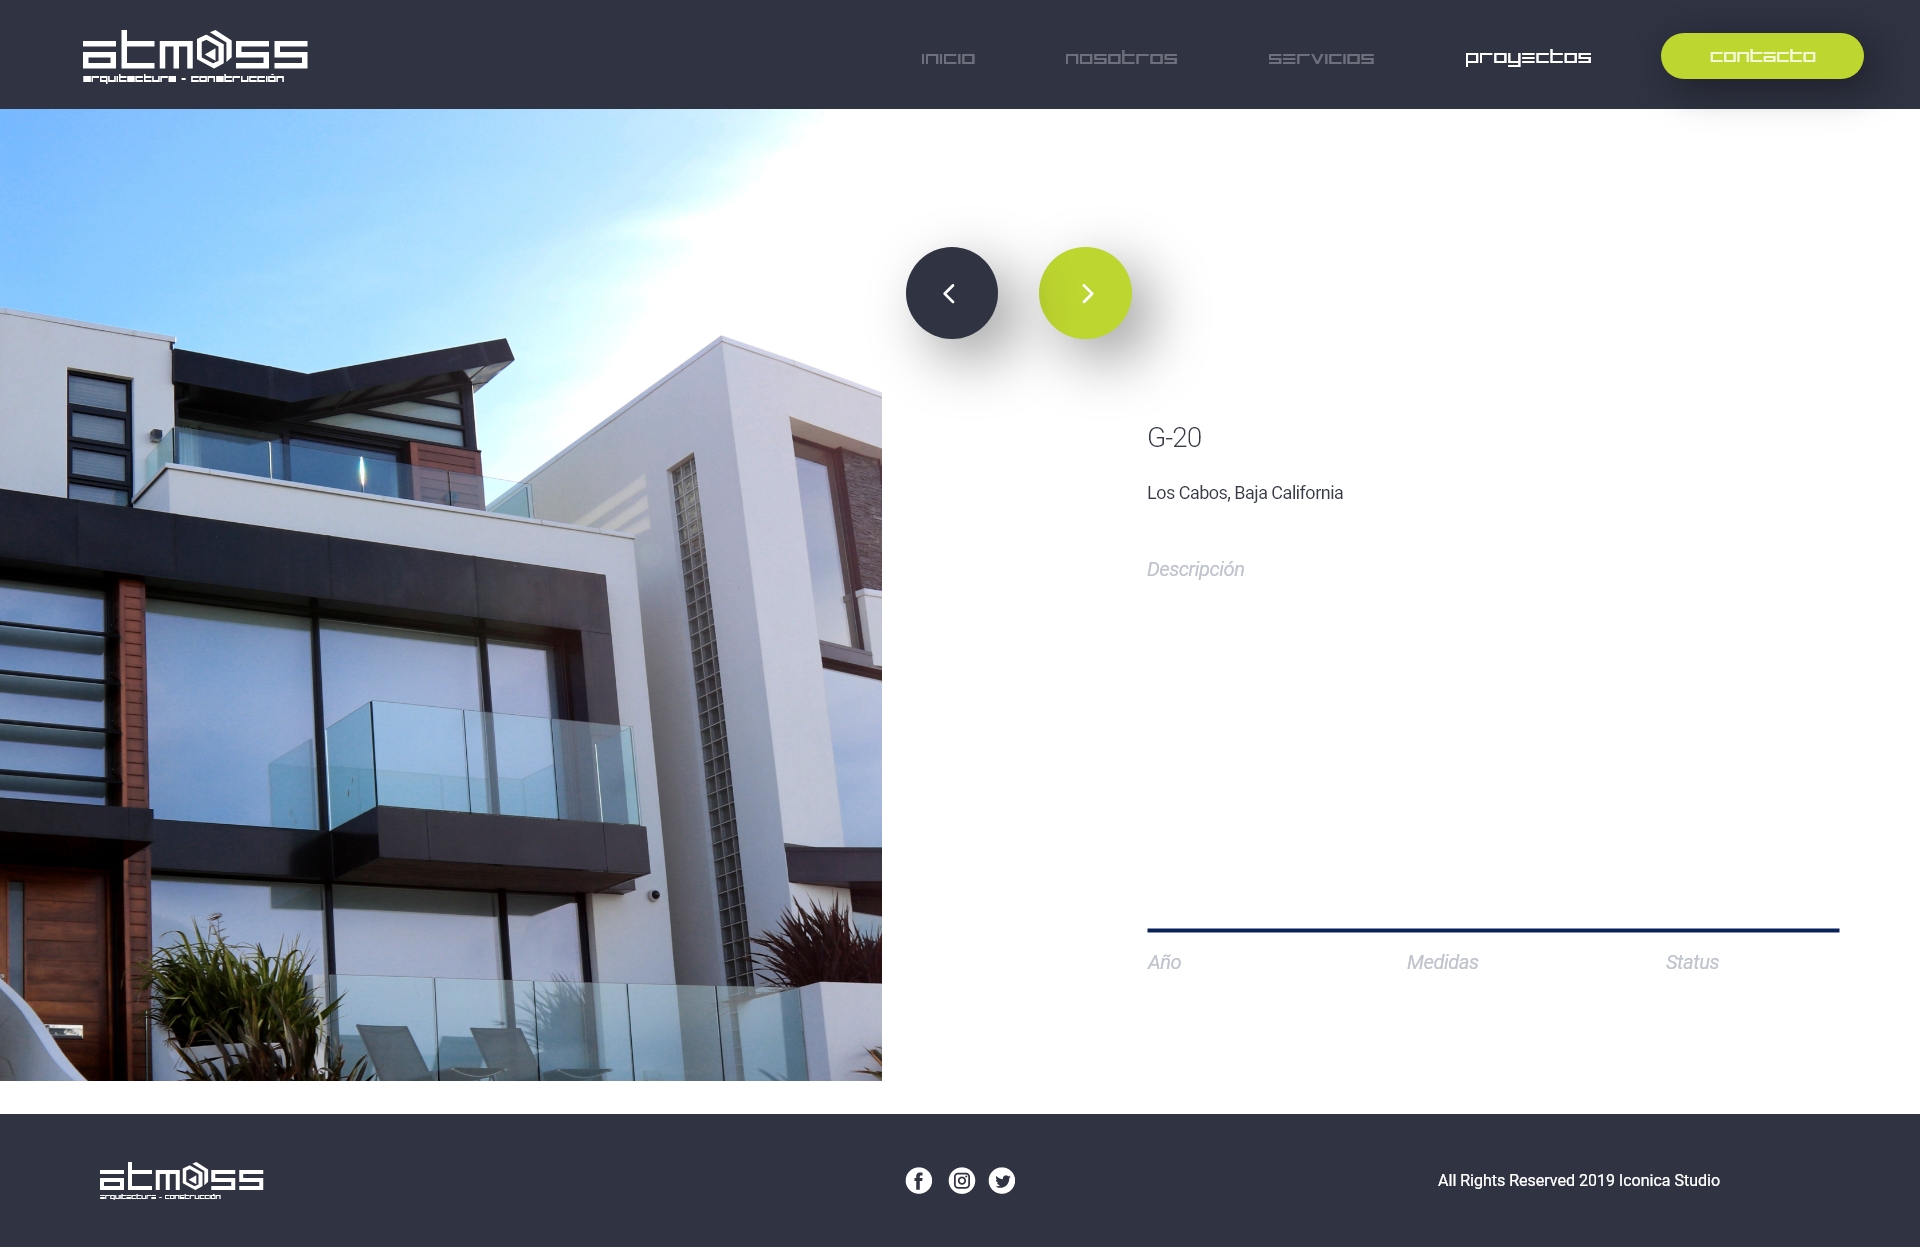 atmoss
arquitectura - construcción
inicio nosotros servicios proyectos contacto
G-20
Los Cabos, Baja California
Descripción
Año Medidas Status
atmoss
arquitectura - construcción
All Rights Reserved 2019 Iconica Studio